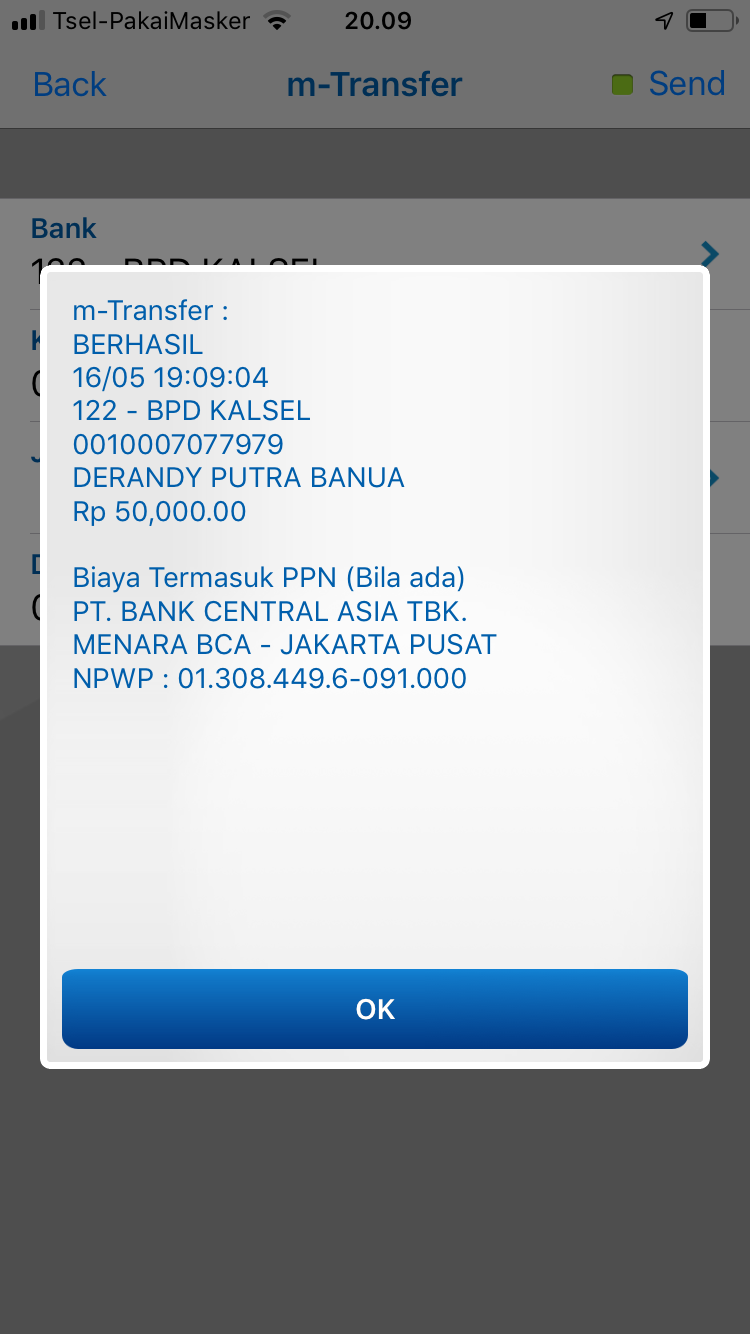 Tsel-PakaiMasker 20.09
Back m-Transfer Send
Bank
m-Transfer :
BERHASIL
16/05 19:09:04
122 - BPD KALSEL
0010007077979
DERANDY PUTRA BANUA
Rp 50,000.00
Biaya Termasuk PPN (Bila ada)
PT. BANK CENTRAL ASIA TBK.
MENARA BCA - JAKARTA PUSAT
NPWP : 01.308.449.6-091.000
OK